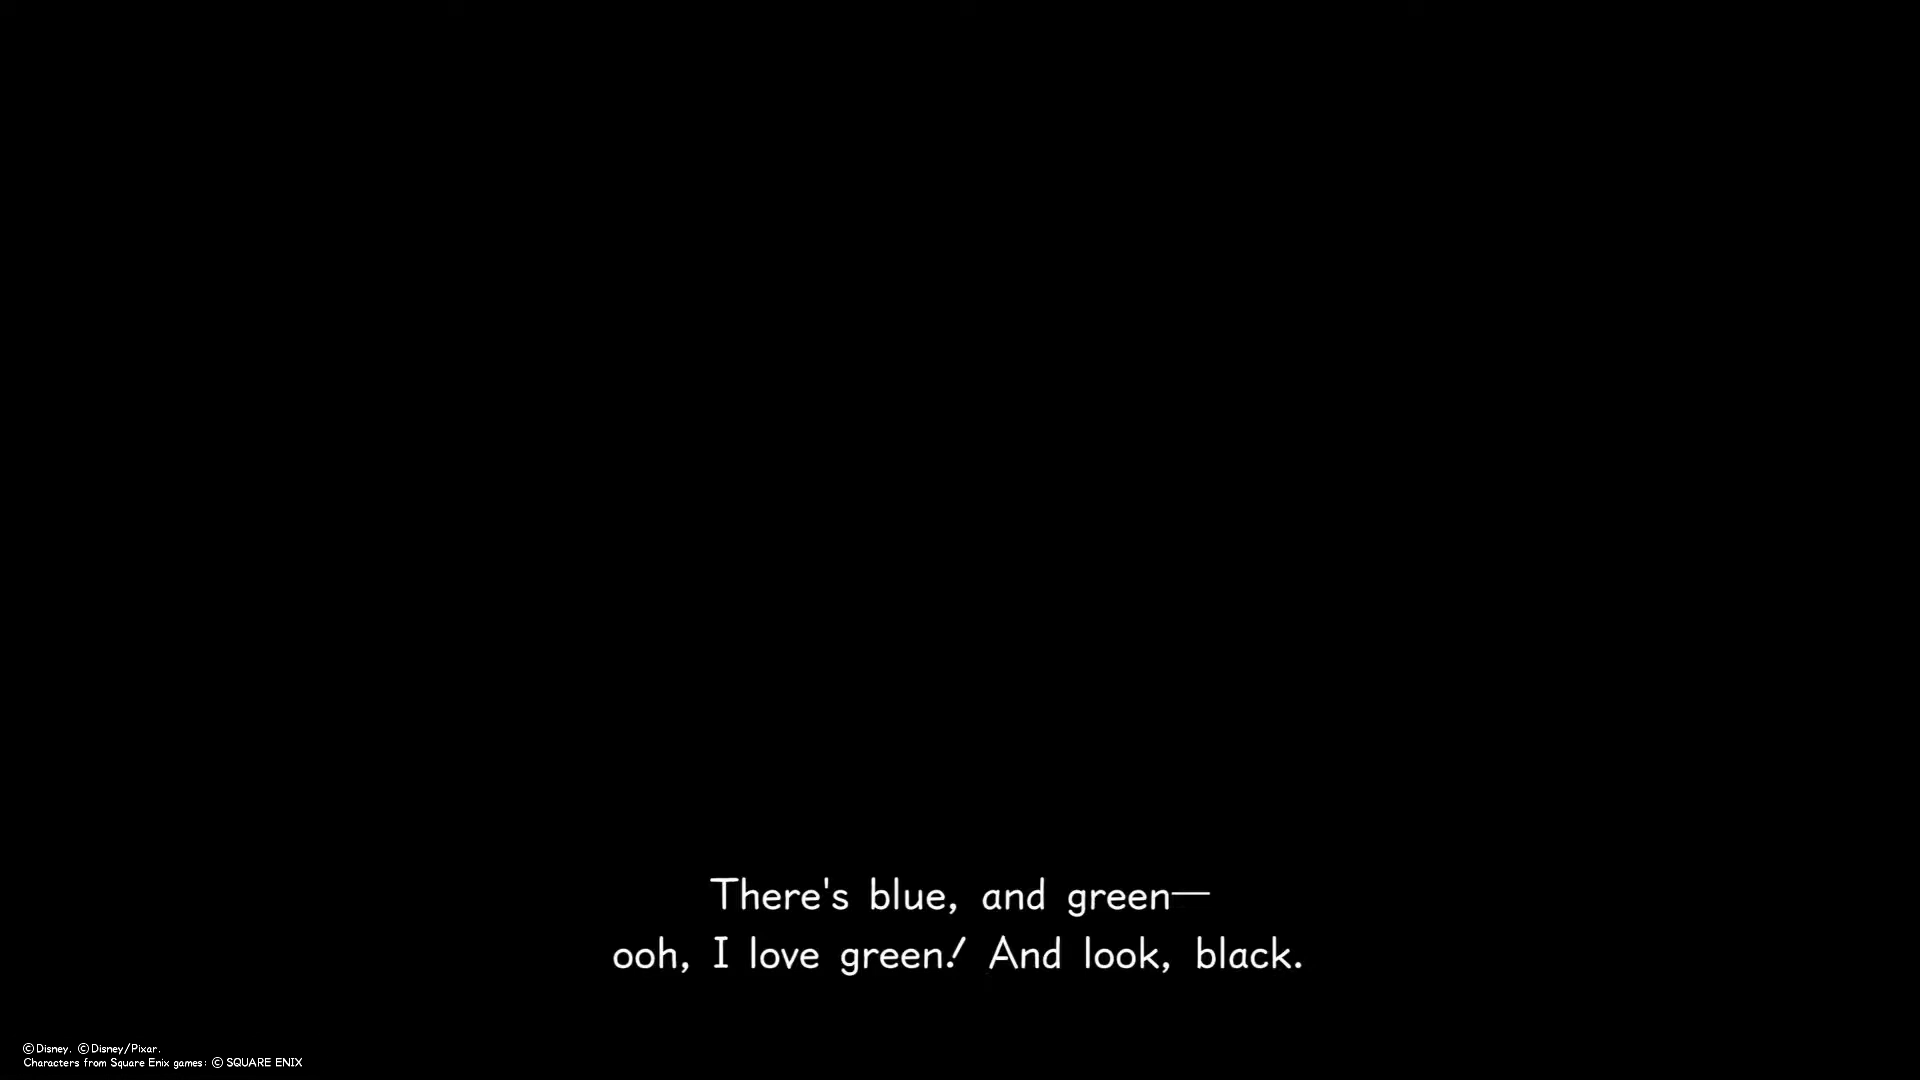 There's blue, and green—
ooh, I love green! And look, black.
©Disney. ©Disney/Pixar.
Characters from Square Enix games: © SQUARE ENIX